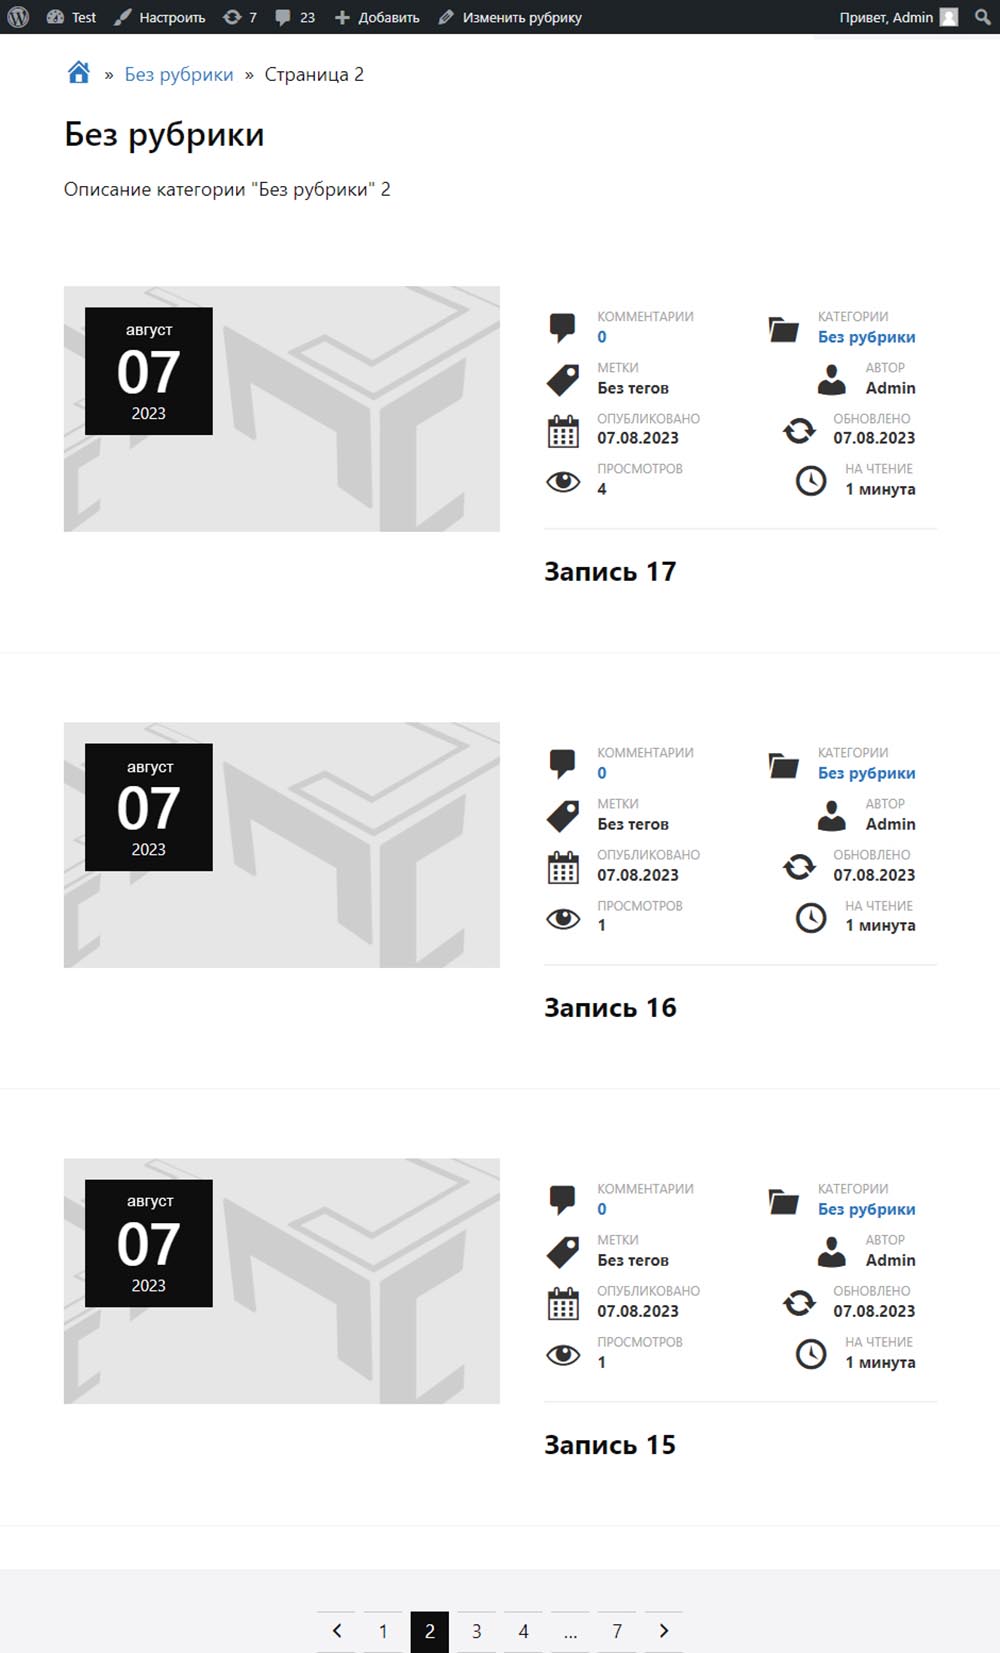 Test Настроить 7 23 Добавить Изменить рубрику Привет, Admin
» Без рубрики » Страница 2
Без рубрики
Описание категории "Без рубрики" 2
август
07
2023
КОММЕНТАРИИ
0
КАТЕГОРИИ
Без рубрики
МЕТКИ
Без тегов
АВТОР
Admin
ОПУБЛИКОВАНО
07.08.2023
ОБНОВЛЕНО
07.08.2023
ПРОСМОТРОВ
4
НА ЧТЕНИЕ
1 минута
Запись 17
август
07
2023
КОММЕНТАРИИ
0
КАТЕГОРИИ
Без рубрики
МЕТКИ
Без тегов
АВТОР
Admin
ОПУБЛИКОВАНО
07.08.2023
ОБНОВЛЕНО
07.08.2023
ПРОСМОТРОВ
1
НА ЧТЕНИЕ
1 минута
Запись 16
август
07
2023
КОММЕНТАРИИ
0
КАТЕГОРИИ
Без рубрики
МЕТКИ
Без тегов
АВТОР
Admin
ОПУБЛИКОВАНО
07.08.2023
ОБНОВЛЕНО
07.08.2023
ПРОСМОТРОВ
1
НА ЧТЕНИЕ
1 минута
Запись 15
1 2 3 4 ... 7